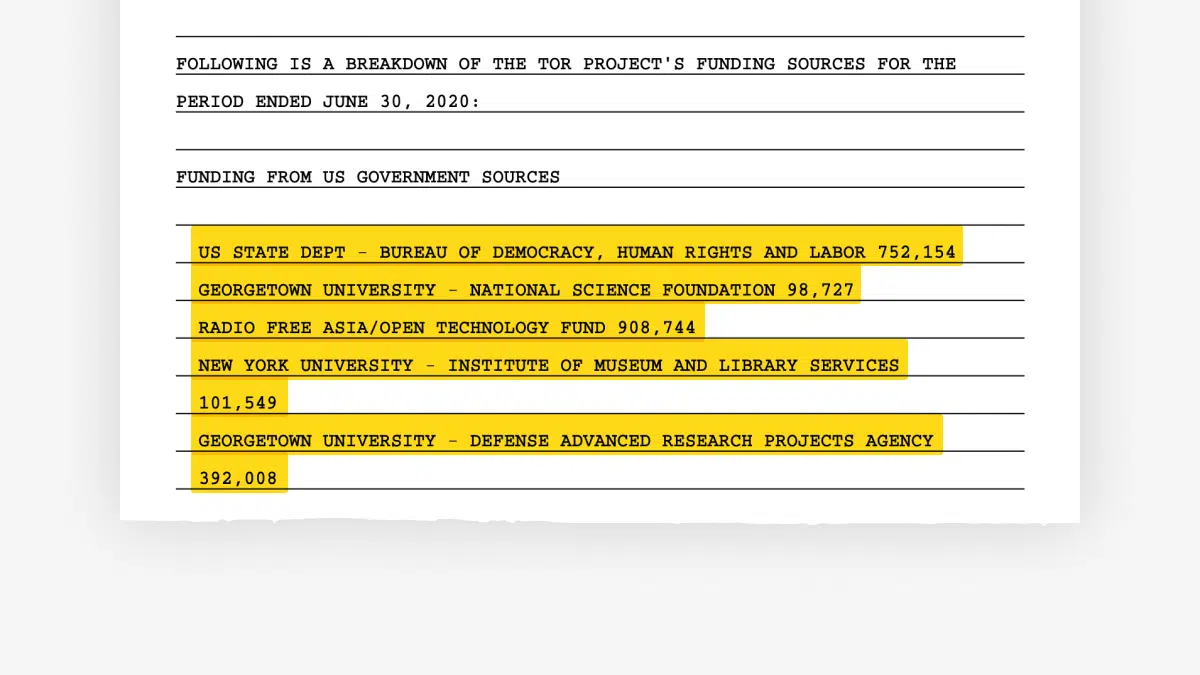 FOLLOWING IS A BREAKDOWN OF THE TOR PROJECT'S FUNDING SOURCES FOR THE
PERIOD ENDED JUNE 30, 2020:
FUNDING FROM US GOVERNMENT SOURCES
US STATE DEPT - BUREAU OF DEMOCRACY, HUMAN RIGHTS AND LABOR 752,154
GEORGETOWN UNIVERSITY - NATIONAL SCIENCE FOUNDATION 98,727
RADIO FREE ASIA/OPEN TECHNOLOGY FUND 908,744
NEW YORK UNIVERSITY - INSTITUTE OF MUSEUM AND LIBRARY SERVICES
101,549
GEORGETOWN UNIVERSITY - DEFENSE ADVANCED RESEARCH PROJECTS AGENCY
392,008